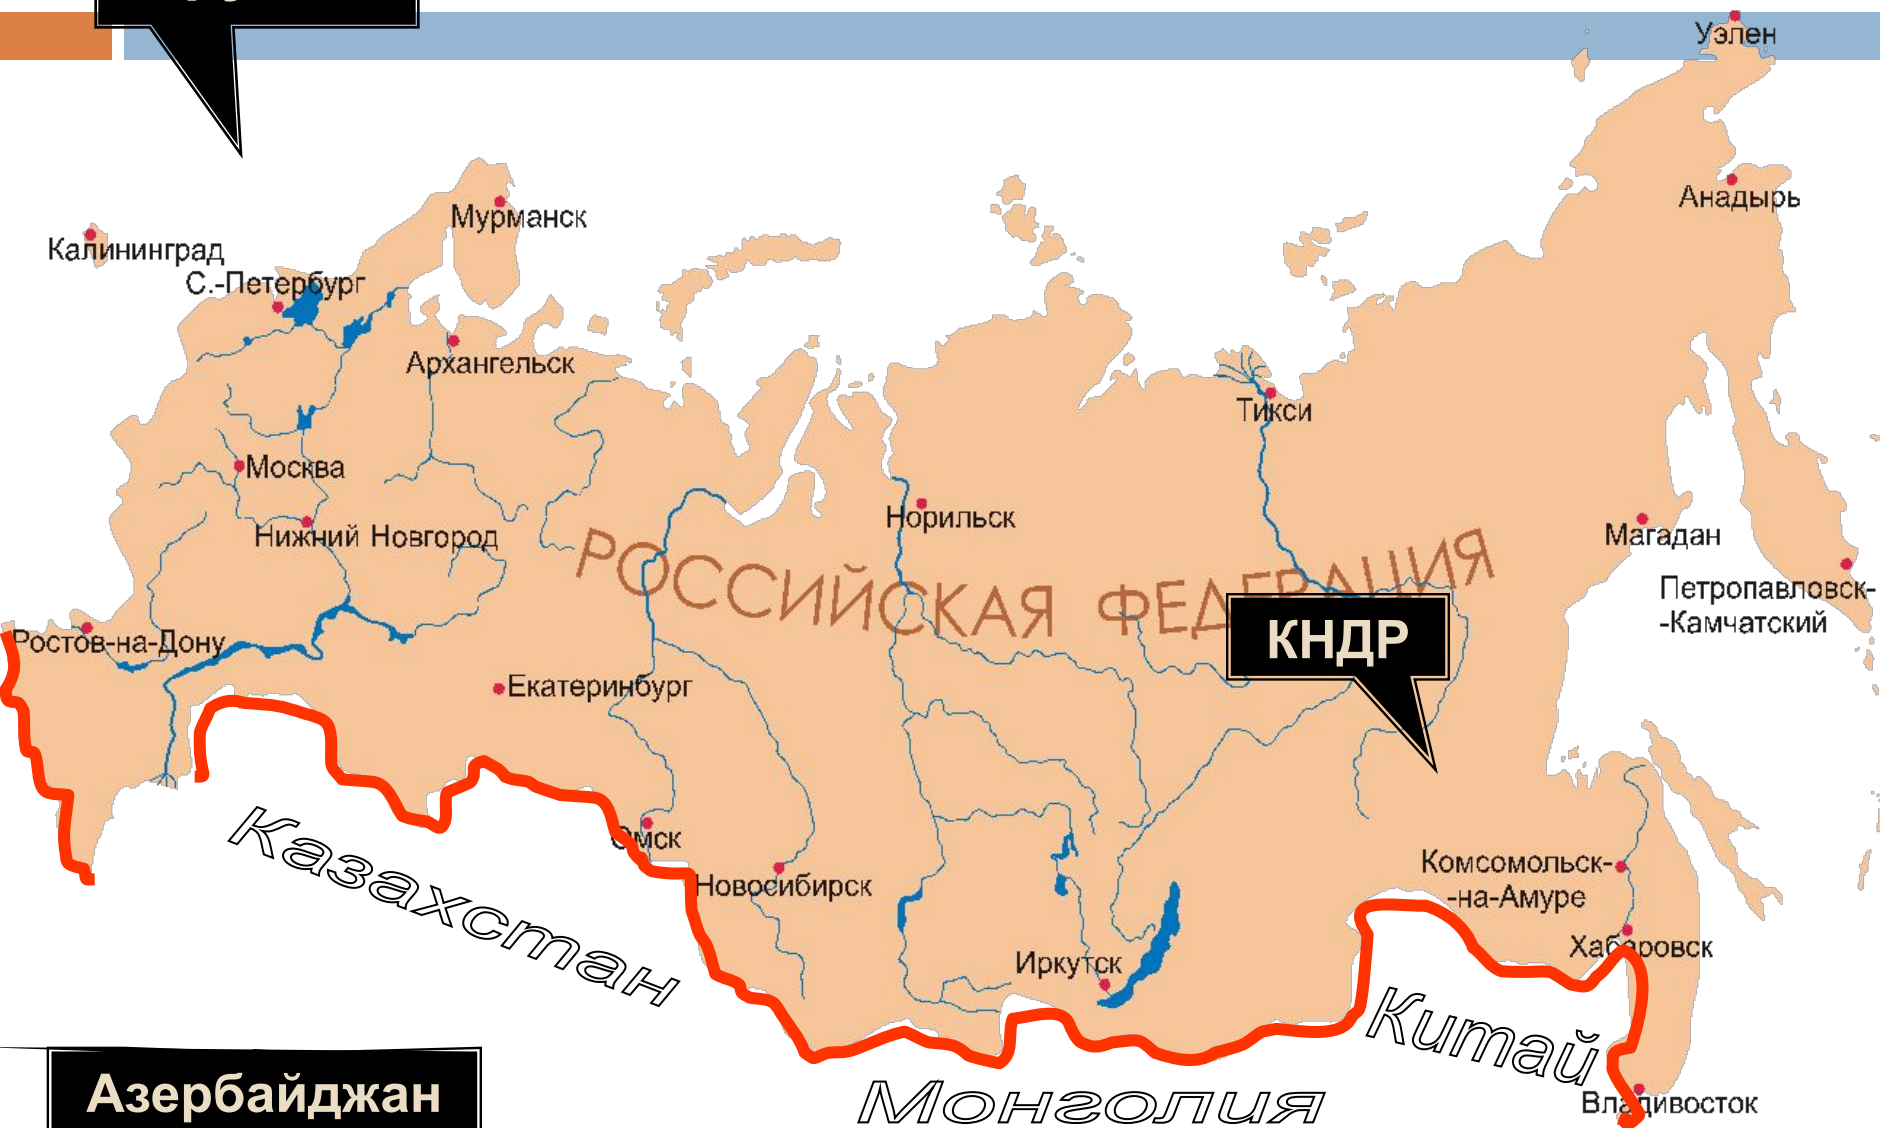 Уэлен
Анадырь
Мурманск
Калининград
С.-Петербург
Архангельск
Тикси
Москва
Норильск
Нижний Новгород
Магадан
РОССИЙСКАЯ ФЕДЕРАЦИЯ
Петропавловск-
-Камчатский
КНДР
Ростов-на-Дону
Екатеринбург
Омск
Казахстан
Новосибирск
Комсомольск-
-на-Амуре
Хабаровск
Иркутск
Китай
Азербайджан
Монголия
Владивосток